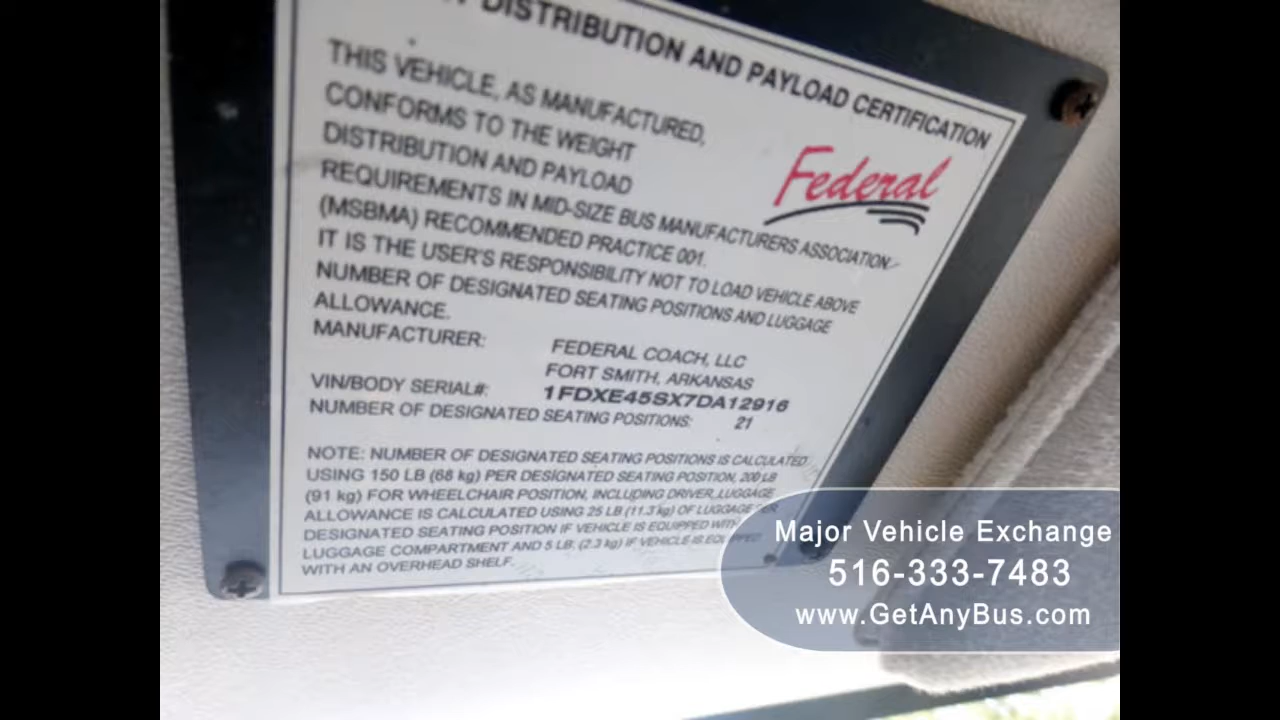 DISTRIBUTION AND PAYLOAD CERTIFICATION
THIS VEHICLE, AS MANUFACTURED,
CONFORMS TO THE WEIGHT
DISTRIBUTION AND PAYLOAD
REQUIREMENTS IN MID-SIZE BUS MANUFACTURERS ASSOCIATION
(MSBMA) RECOMMENDED PRACTICE 001.
IT IS THE USER'S RESPONSIBILITY NOT TO LOAD VEHICLE ABOVE
NUMBER OF DESIGNATED SEATING POSITIONS AND LUGGAGE
ALLOWANCE.
Federal
MANUFACTURER: FEDERAL COACH, LLC
FORT SMITH, ARKANSAS
VIN/BODY SERIAL#: 1FDXE45SX7DA12916
NUMBER OF DESIGNATED SEATING POSITIONS: 21
NOTE: NUMBER OF DESIGNATED SEATING POSITIONS IS CALCULATED
USING 150 LB (68 kg) PER DESIGNATED SEATING POSITION, 200 LB
(91 kg) FOR WHEELCHAIR POSITION, INCLUDING DRIVER. LUGGAGE
ALLOWANCE IS CALCULATED USING 25 LB (11.3 kg) OF LUGGAGE PER
DESIGNATED SEATING POSITION IF VEHICLE IS EQUIPPED WITH
LUGGAGE COMPARTMENT AND 5 LB. (2.3 kg) IF VEHICLE IS EQUIPPED
WITH AN OVERHEAD SHELF.
Major Vehicle Exchange
516-333-7483
www.GetAnyBus.com